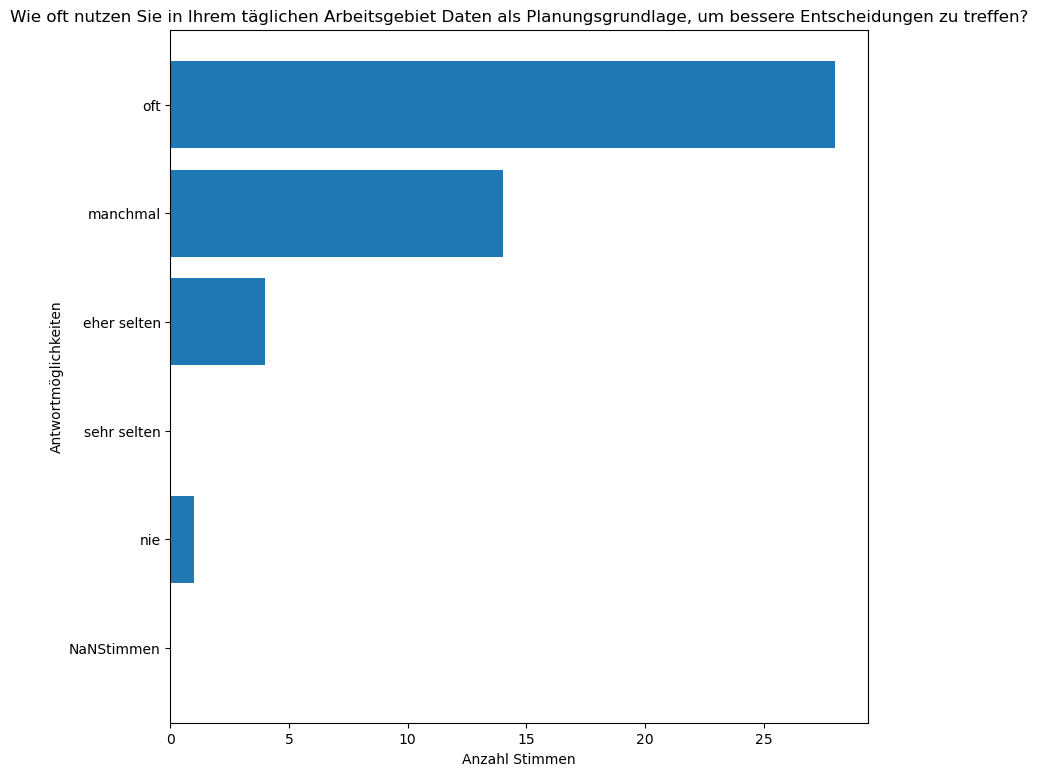 Wie oft nutzen Sie in Ihrem täglichen Arbeitsgebiet Daten als Planungsgrundlage, um bessere Entscheidungen zu treffen?
oft
manchmal
eher selten
sehr selten
nie
NaNStimmen
Antwortmöglichkeiten
0 5 10 15 20 25
Anzahl Stimmen